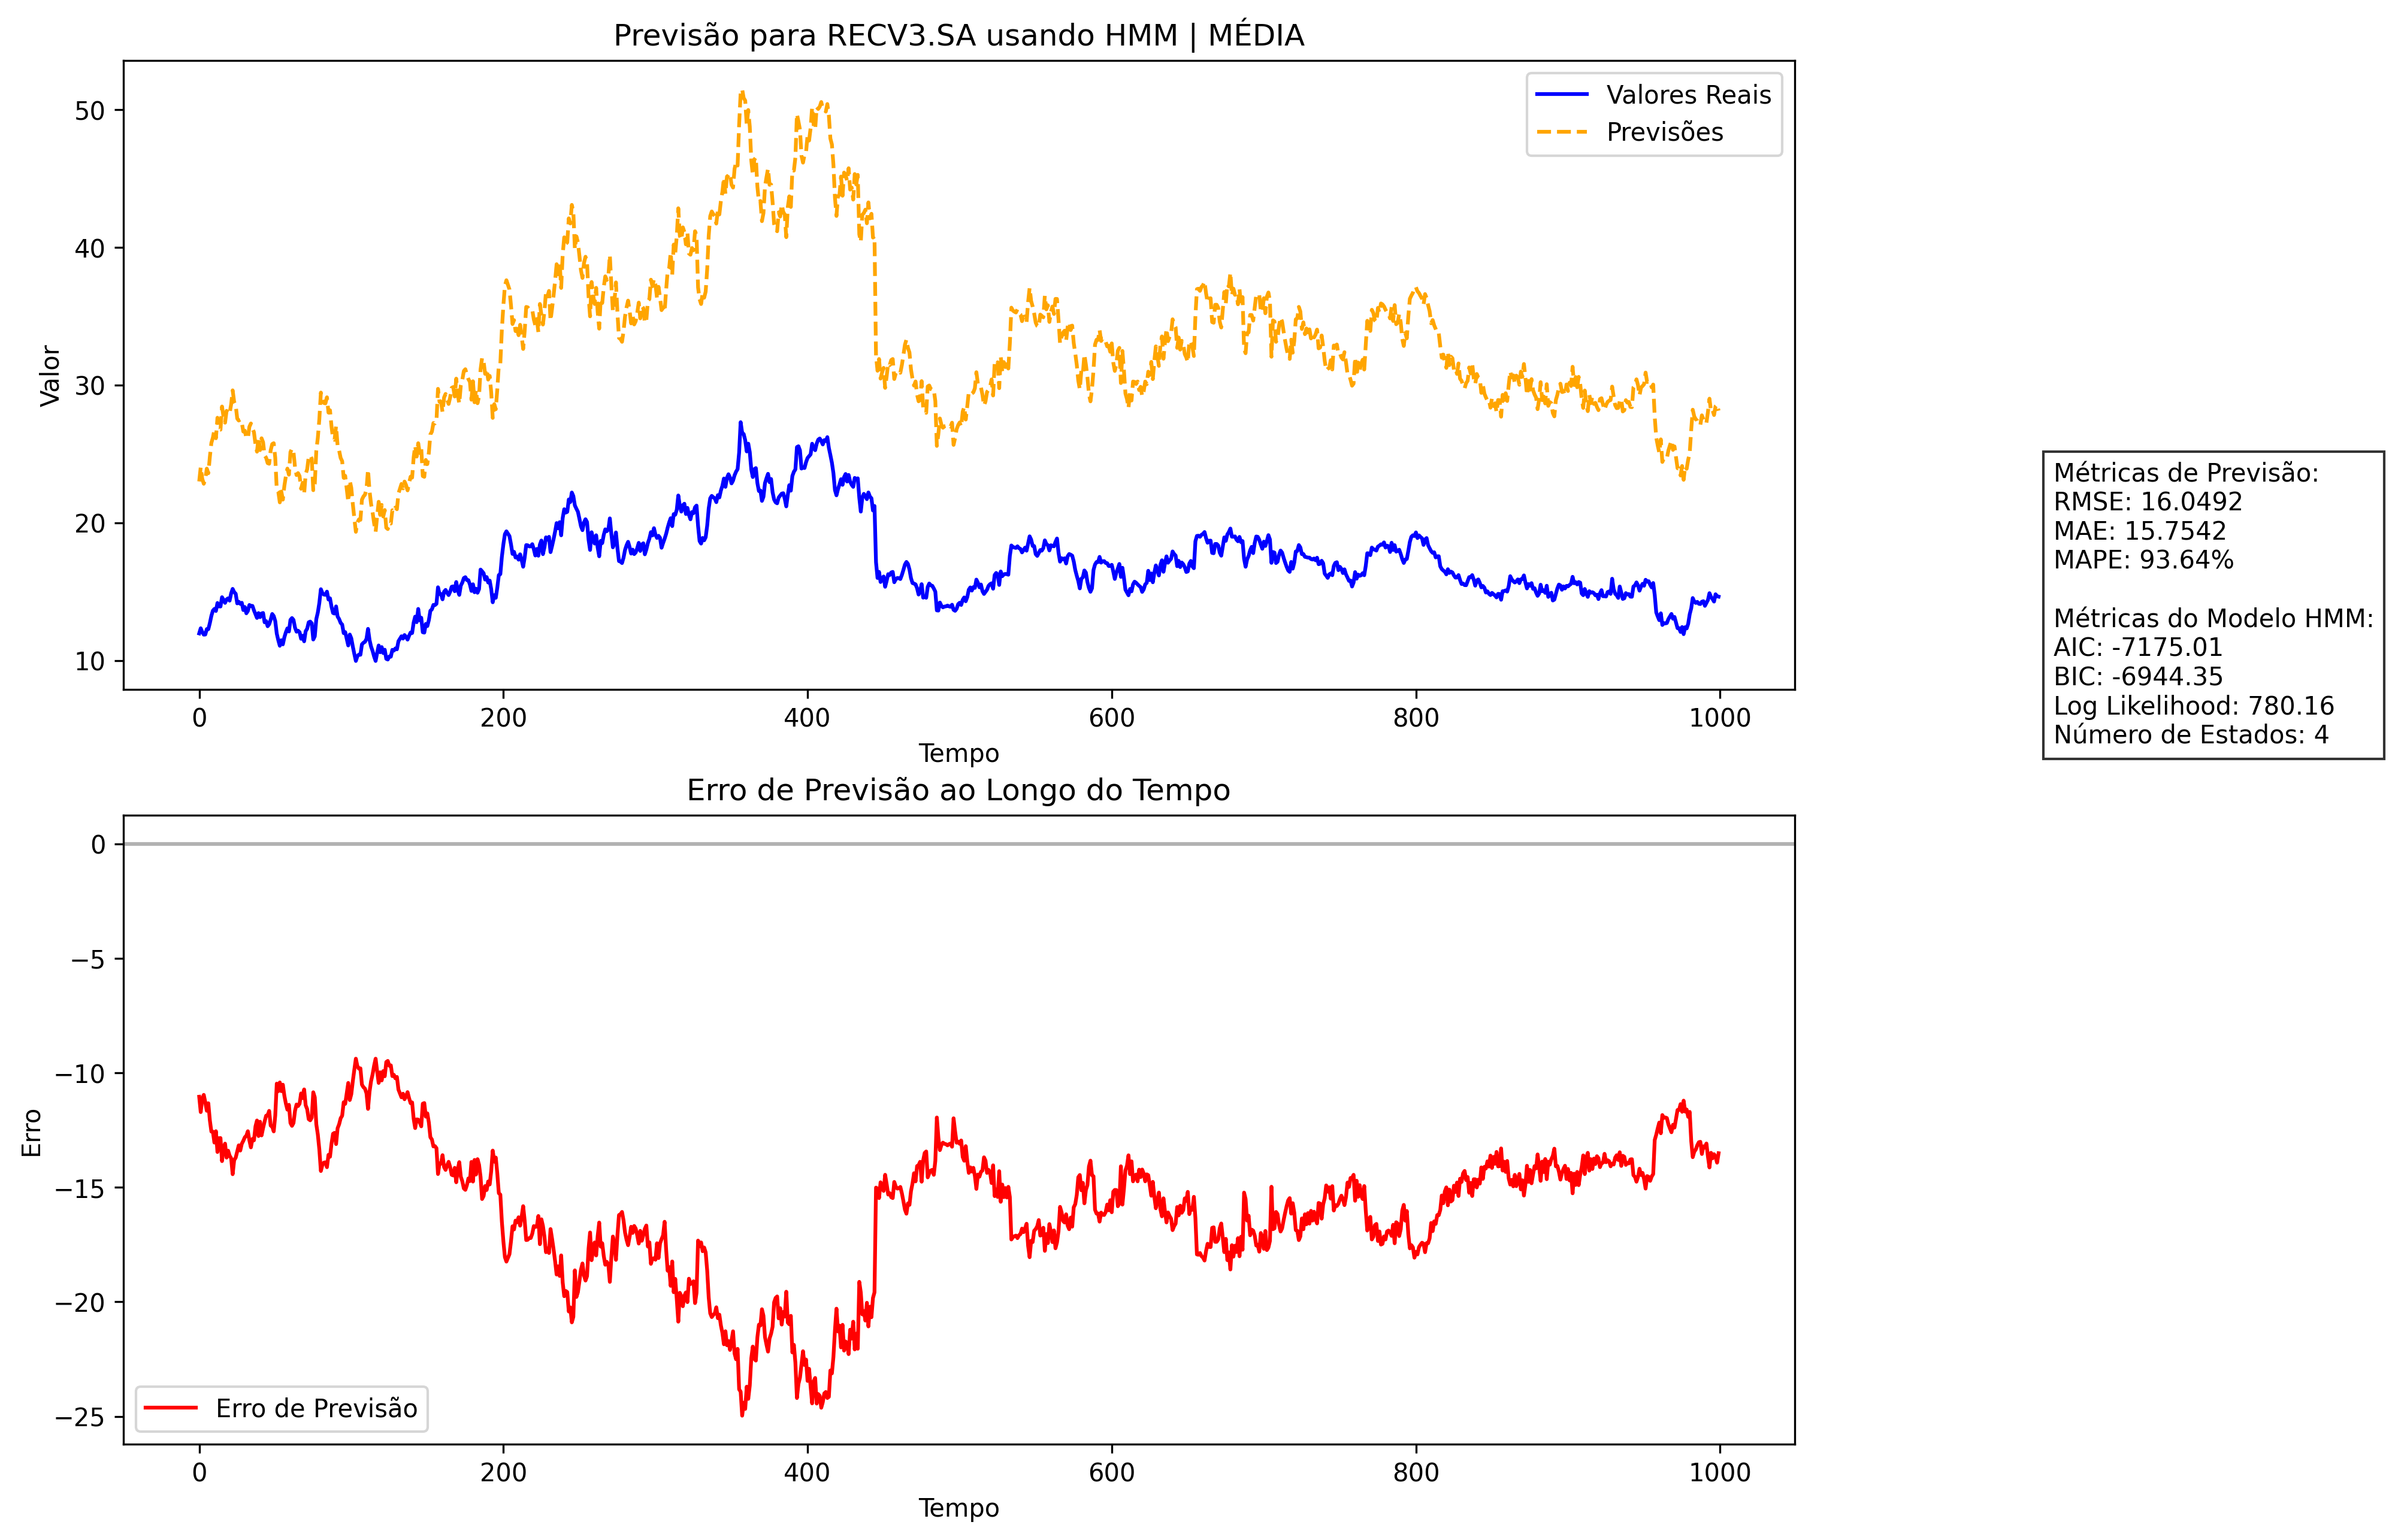 Previsão para RECV3.SA usando HMM | MÉDIA
Valor
50
40
30
20
10
Valores Reais
Previsões
0 200 400 600 800 1000
Tempo
Métricas de Previsão:
RMSE: 16.0492
MAE: 15.7542
MAPE: 93.64%
Métricas do Modelo HMM:
AIC: -7175.01
BIC: -6944.35
Log Likelihood: 780.16
Número de Estados: 4
Erro de Previsão ao Longo do Tempo
Erro
0
−5
−10
−15
−20
−25
Erro de Previsão
0 200 400 600 800 1000
Tempo